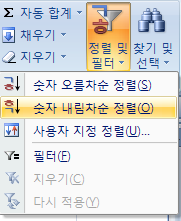 Σ 자동 합계
채우기
지우기
정렬 및
필터
찾기 및
선택
숫자 오름차순 정렬(S)
숫자 내림차순 정렬(O)
사용자 지정 정렬(U)...
필터(F)
지우기(C)
다시 적용(Y)